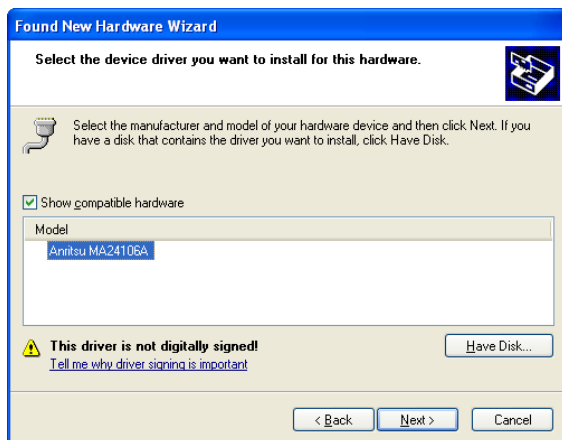 Found New Hardware Wizard
Select the device driver you want to install for this hardware.
Select the manufacturer and model of your hardware device and then click Next. If you
have a disk that contains the driver you want to install, click Have Disk.
Show compatible hardware
Model
Anritsu MA24106A
This driver is not digitally signed!
Tell me why driver signing is important
Have Disk...
< Back
Next >
Cancel